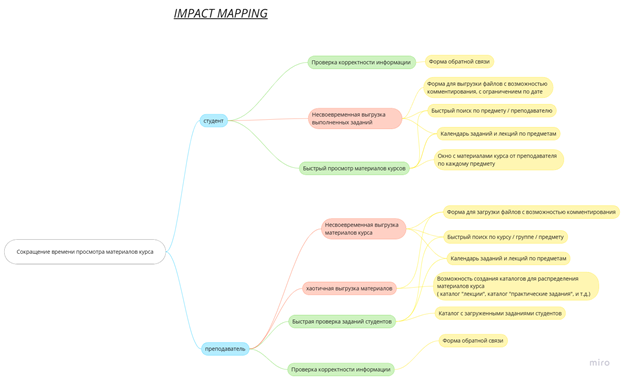 IMPACT MAPPING
Проверка корректности информации
Форма обратной связи
Форма для выгрузки файлов с возможностью
комментирования, с ограничением по дате
студент
Несвоевременная выгрузка
выполненных заданий
Быстрый поиск по предмету / преподавателю
Календарь заданий и лекций по предметам
Быстрый просмотр материалов курсов
Окно с материалами курса от преподавателя
по каждому предмету
Сокращение времени просмотра материалов курса
Несвоевременная выгрузка
материалов курса
Форма для загрузки файлов с возможностью комментирования
Быстрый поиск по курсу / группе / предмету
Календарь заданий и лекций по предметам
хаотичная выгрузка материалов
Возможность создания каталогов для распределения
материалов курса
( каталог "лекции", каталог "практические задания", и т.д.)
Быстрая проверка заданий студентов
Каталог с загруженными заданиями студентов
преподаватель
Форма обратной связи
Проверка корректности информации
miro